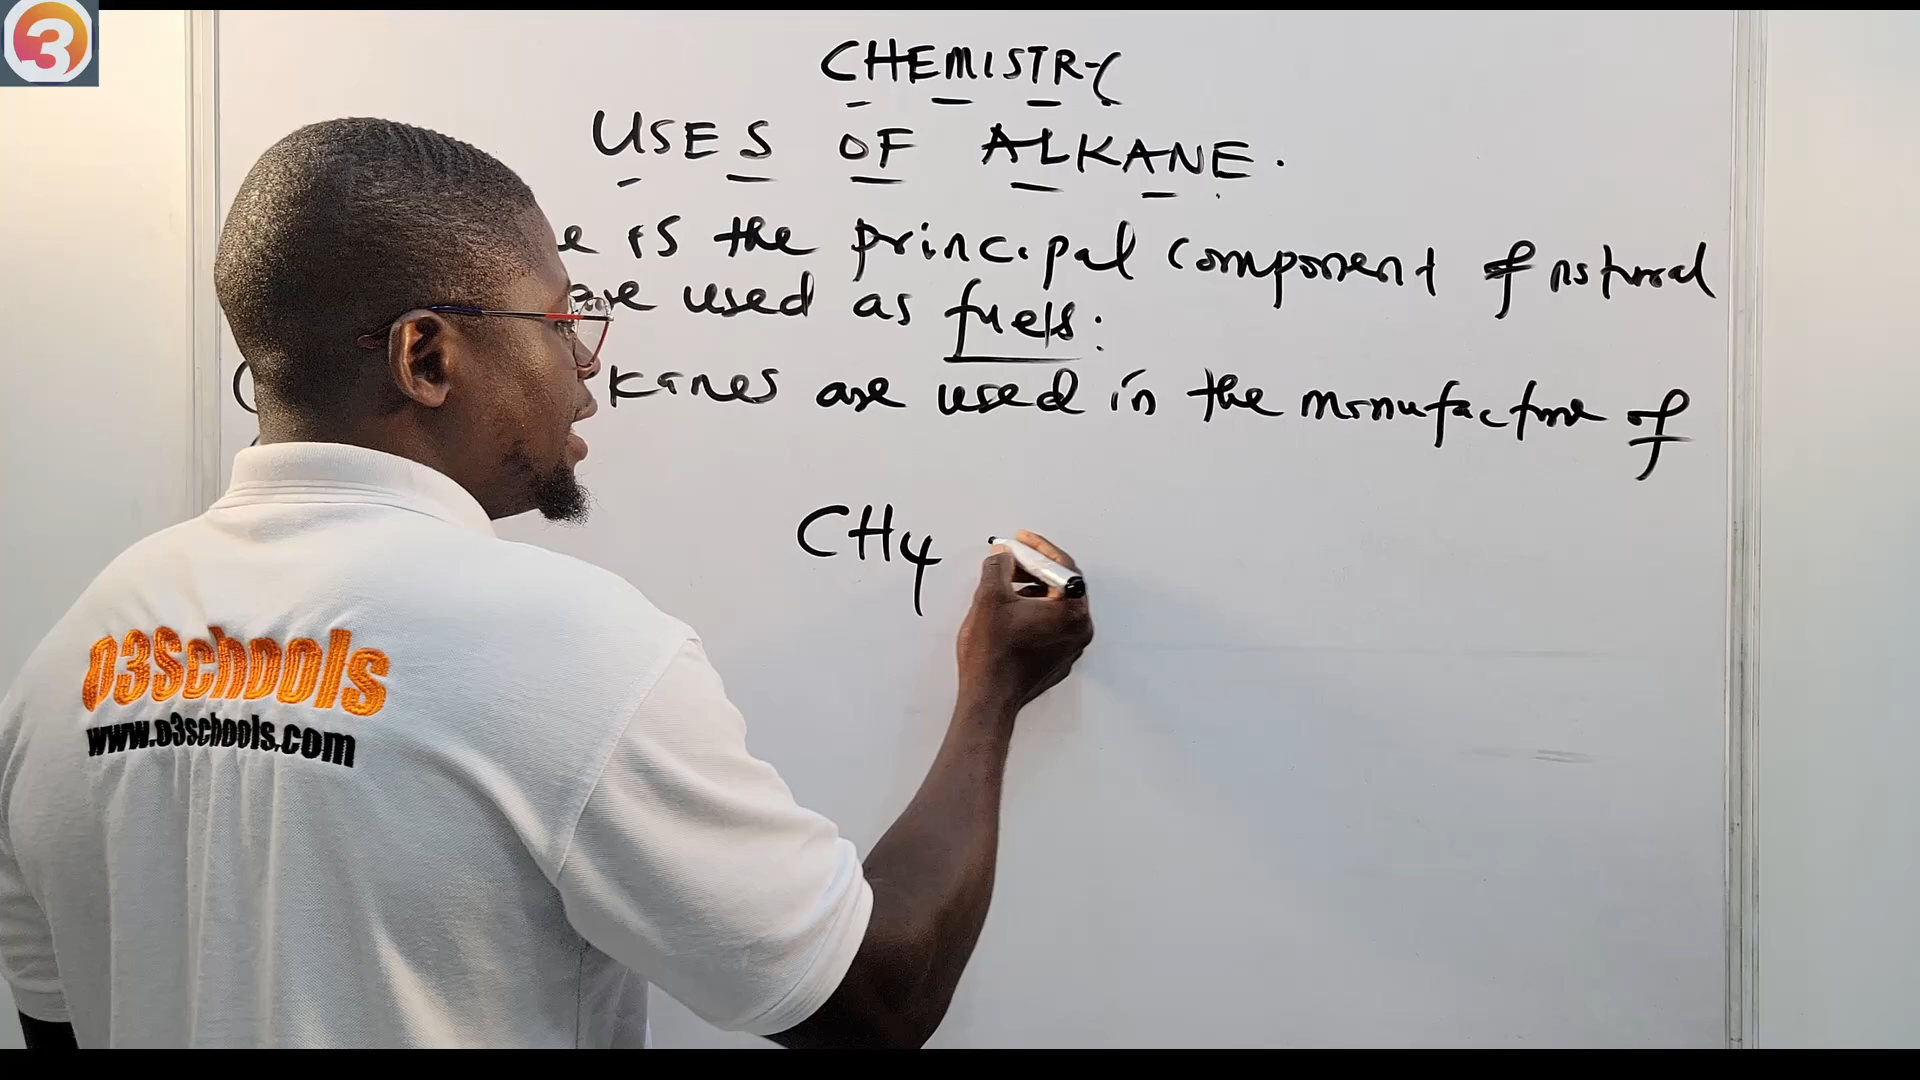 3
CHEMISTRY
USES OF ALKANE.
e is the principal component of natural
are used as fuels:
kanes are used in the manufacture of
CH4
o3Schools
www.o3schools.com